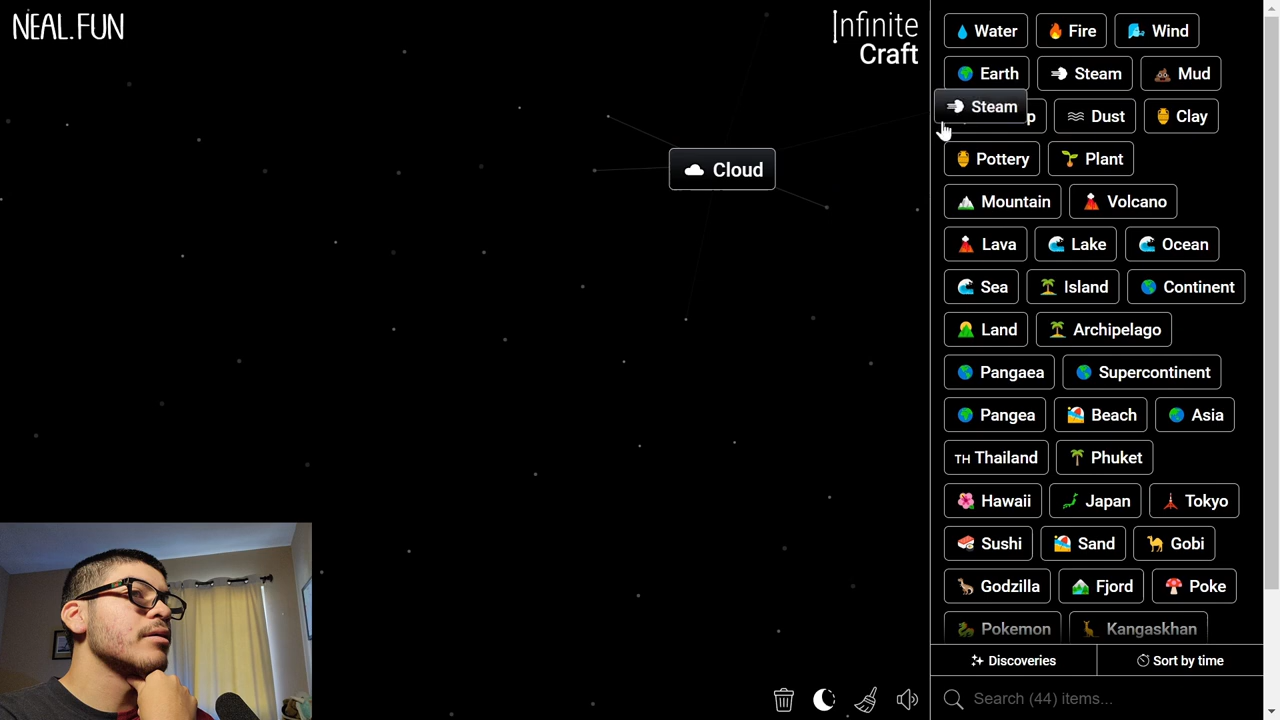 NEAL.FUN
Infinite
Craft
Cloud
Water Fire Wind
Earth Steam Mud
Steam
p Dust Clay
Pottery Plant
Mountain Volcano
Lava Lake Ocean
Sea Island Continent
Land Archipelago
Pangaea Supercontinent
Pangea Beach Asia
TH Thailand Phuket
Hawaii Japan Tokyo
Sushi Sand Gobi
Godzilla Fjord Poke
Pokemon Kangaskhan
Discoveries Sort by time
Search (44) items...